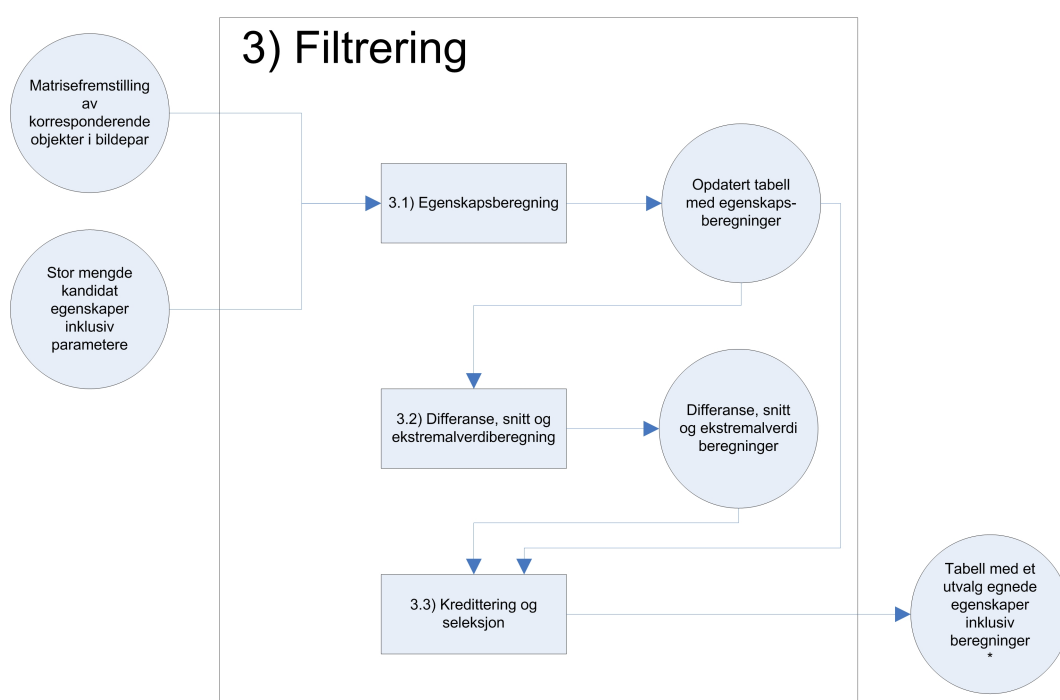 3) Filtrering
Matrisefremstilling
av
korresponderende
objekter i bildepar
Stor mengde
kandidat
egenskaper
inklusiv
parametere
3.1) Egenskapsberegning
Opdatert tabell
med egenskaps-
beregninger
3.2) Differanse, snitt og
ekstremalverdiberegning
Differanse, snitt
og ekstremalverdi
beregninger
3.3) Kredittering og
seleksjon
Tabell med et
utvalg egnede
egenskaper
inklusiv
beregninger
*